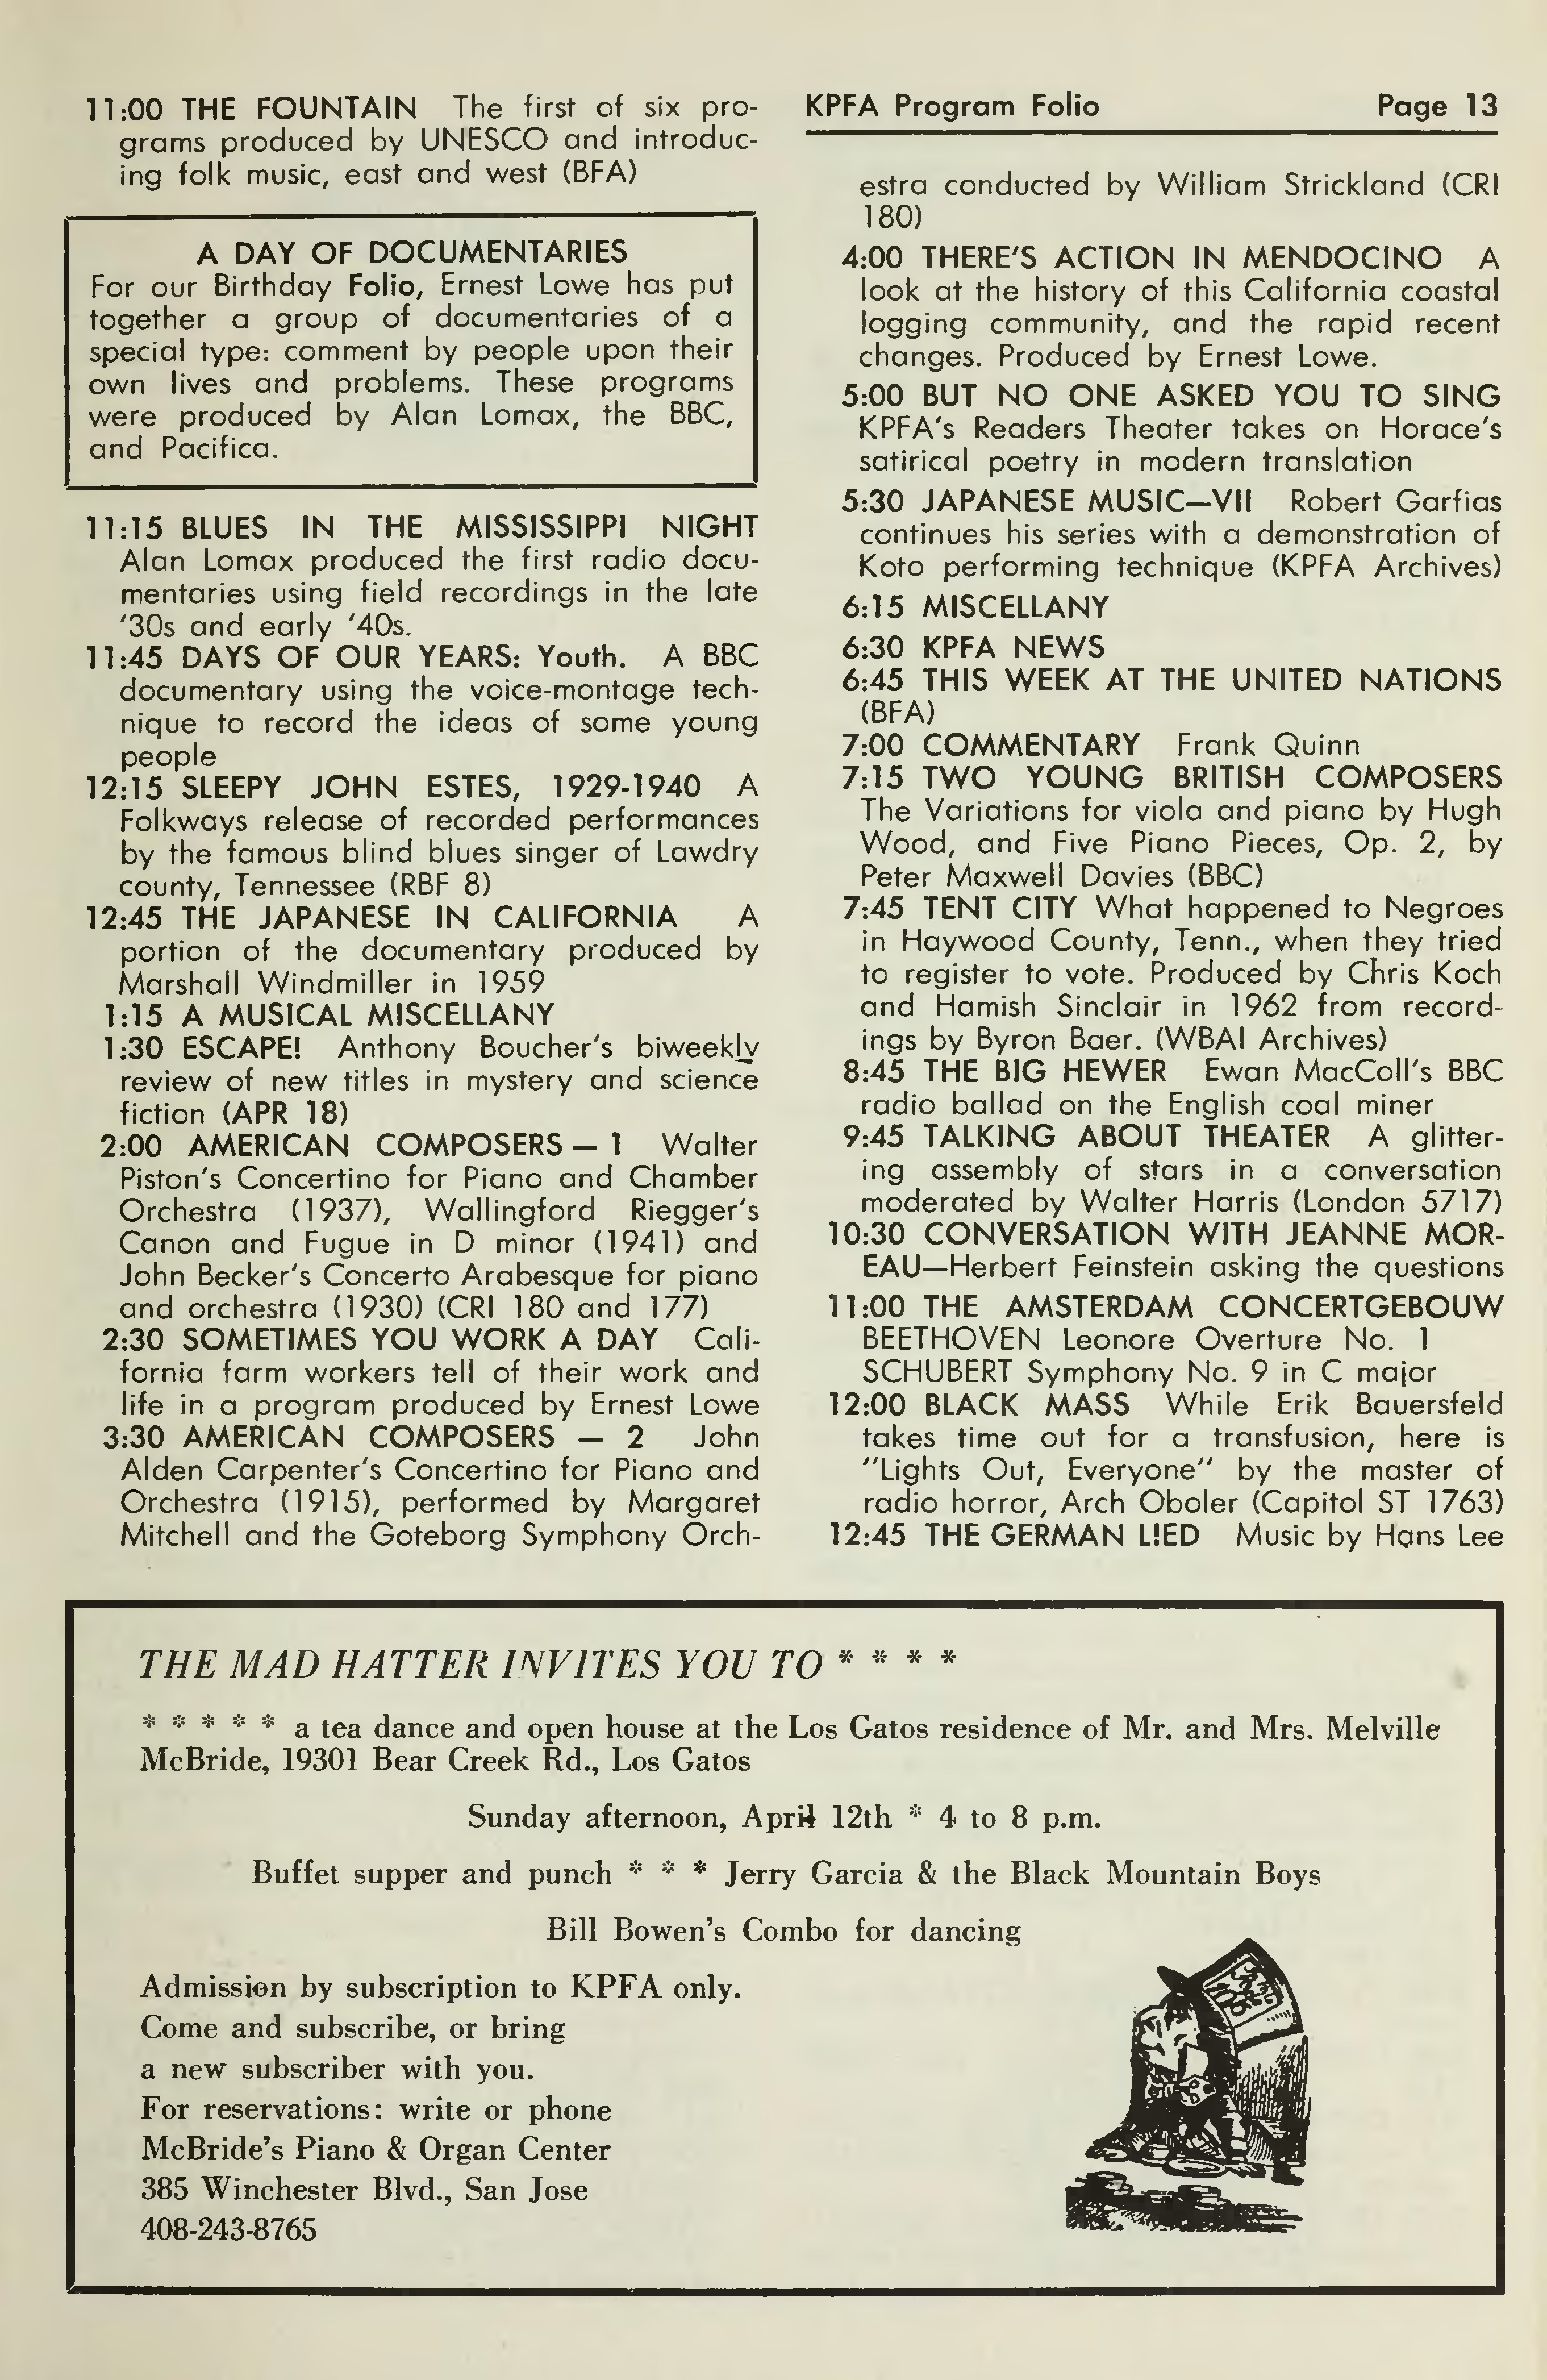 11:00 THE FOUNTAIN The first of six pro-
grams produced by UNESCO and introduc-
ing folk music, east and west (BFA)
A DAY OF DOCUMENTARIES
For our Birthday Folio, Ernest Lowe has put
together a group of documentaries of a
special type: comment by people upon their
own lives and problems. These programs
were produced by Alan Lomax, the BBC,
and Pacifica.
11:15 BLUES IN THE MISSISSIPPI NIGHT
Alan Lomax produced the first radio docu-
mentaries using field recordings in the late
'30s and early '40s.
11:45 DAYS OF OUR YEARS: Youth. A BBC
documentary using the voice-montage tech-
nique to record the ideas of some young
people
12:15 SLEEPY JOHN ESTES, 1929-1940 A
Folkways release of recorded performances
by the famous blind blues singer of Lawdry
county, Tennessee (RBF 8)
12:45 THE JAPANESE IN CALIFORNIA A
portion of the documentary produced by
Marshall Windmiller in 1959
1:15 A MUSICAL MISCELLANY
1:30 ESCAPE! Anthony Boucher's biweekly
review of new titles in mystery and science
fiction (APR 18)
2:00 AMERICAN COMPOSERS — 1 Walter
Piston's Concertino for Piano and Chamber
Orchestra (1937), Wallingford Riegger's
Canon and Fugue in D minor (1941) and
John Becker's Concerto Arabesque for piano
and orchestra (1930) (CRI 180 and 177)
2:30 SOMETIMES YOU WORK A DAY Cali-
fornia farm workers tell of their work and
life in a program produced by Ernest Lowe
3:30 AMERICAN COMPOSERS — 2 John
Alden Carpenter's Concertino for Piano and
Orchestra (1915), performed by Margaret
Mitchell and the Goteborg Symphony Orch-
KPFA Program Folio Page 13
estra conducted by William Strickland (CRI
180)
4:00 THERE'S ACTION IN MENDOCINO A
look at the history of this California coastal
logging community, and the rapid recent
changes. Produced by Ernest Lowe.
5:00 BUT NO ONE ASKED YOU TO SING
KPFA's Readers Theater takes on Horace's
satirical poetry in modern translation
5:30 JAPANESE MUSIC—VII Robert Garfias
continues his series with a demonstration of
Koto performing technique (KPFA Archives)
6:15 MISCELLANY
6:30 KPFA NEWS
6:45 THIS WEEK AT THE UNITED NATIONS
(BFA)
7:00 COMMENTARY Frank Quinn
7:15 TWO YOUNG BRITISH COMPOSERS
The Variations for viola and piano by Hugh
Wood, and Five Piano Pieces, Op. 2, by
Peter Maxwell Davies (BBC)
7:45 TENT CITY What happened to Negroes
in Haywood County, Tenn., when they tried
to register to vote. Produced by Chris Koch
and Hamish Sinclair in 1962 from record-
ings by Byron Baer. (WBAI Archives)
8:45 THE BIG HEWER Ewan MacColl's BBC
radio ballad on the English coal miner
9:45 TALKING ABOUT THEATER A glitter-
ing assembly of stars in a conversation
moderated by Walter Harris (London 5717)
10:30 CONVERSATION WITH JEANNE MOR-
EAU—Herbert Feinstein asking the questions
11:00 THE AMSTERDAM CONCERTGEBOUW
BEETHOVEN Leonore Overture No. 1
SCHUBERT Symphony No. 9 in C major
12:00 BLACK MASS While Erik Bauersfeld
takes time out for a transfusion, here is
"Lights Out, Everyone" by the master of
radio horror, Arch Oboler (Capitol ST 1763)
12:45 THE GERMAN LIED Music by Hans Lee
THE MAD HATTER INVITES YOU TO * * * *
* * * * * a tea dance and open house at the Los Gatos residence of Mr. and Mrs. Melville
McBride, 19301 Bear Creek Rd., Los Gatos
Sunday afternoon, April 12th * 4 to 8 p.m.
Buffet supper and punch * * * Jerry Garcia & the Black Mountain Boys
Bill Bowen's Combo for dancing
Admission by subscription to KPFA only.
Come and subscribe, or bring
a new subscriber with you.
For reservations: write or phone
McBride's Piano & Organ Center
385 Winchester Blvd., San Jose
408-243-8765